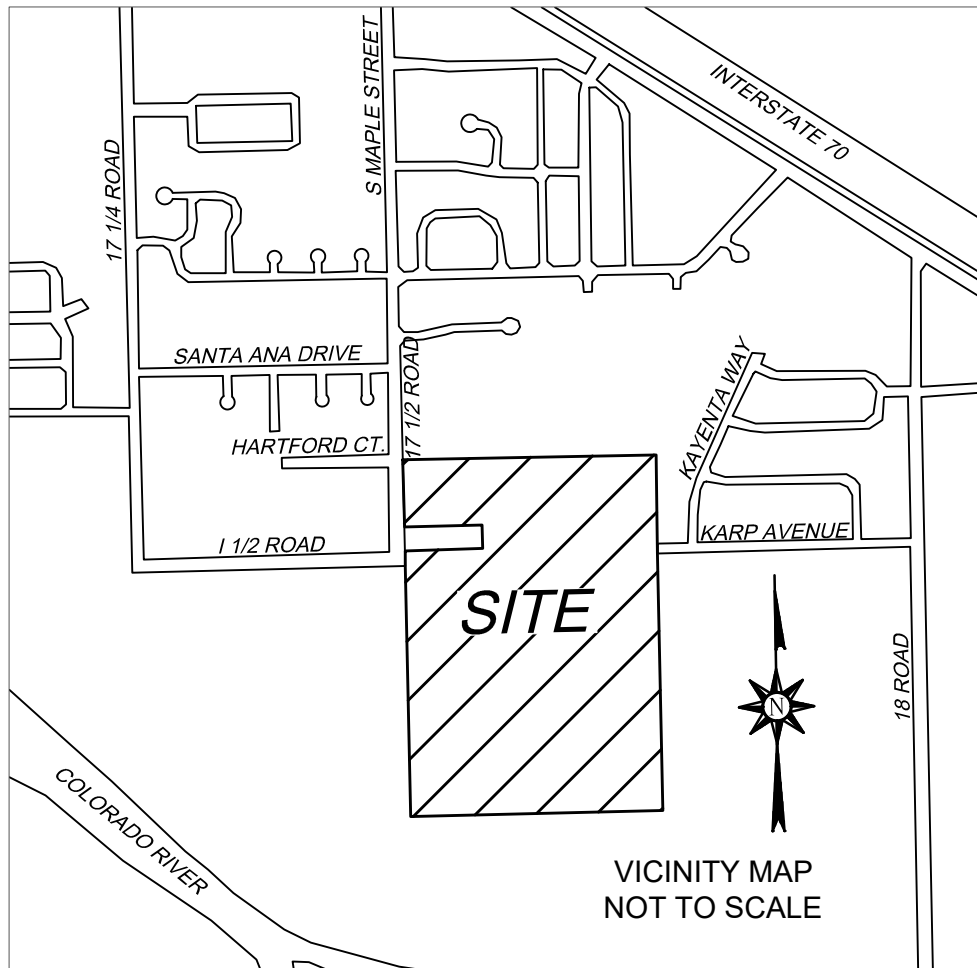 INTERSTATE 70
S MAPLE STREET
17 1/4 ROAD
SANTA ANA DRIVE
17 1/2 ROAD
KAYENTA WAY
HARTFORD CT.
I 1/2 ROAD
KARP AVENUE
SITE
18 ROAD
N
COLORADO RIVER
VICINITY MAP
NOT TO SCALE